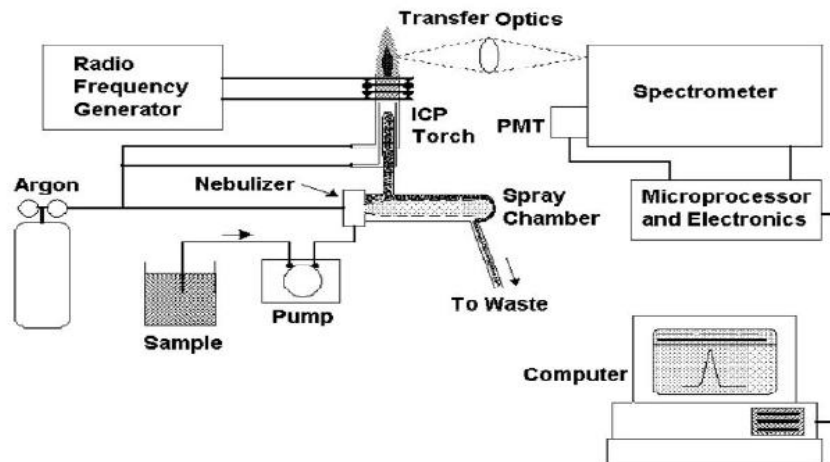 Transfer Optics
Radio
Frequency
Generator
Spectrometer
ICP
Torch
PMT
Argon
Nebulizer
Spray
Chamber
Microprocessor
and Electronics
Pump
To Waste
Sample
Computer